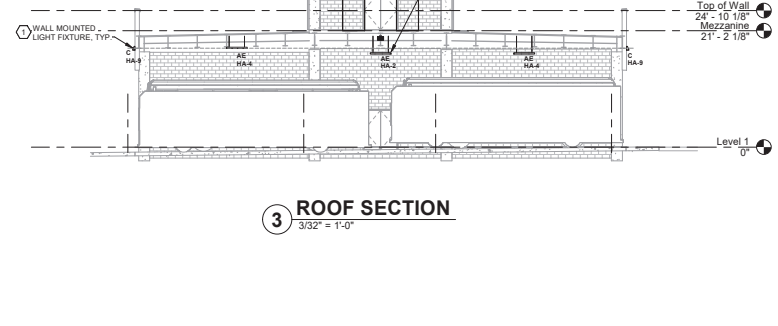 Top of Wall
24' - 10 1/8"
Mezzanine
21' - 2 1/8"
1 WALL MOUNTED
LIGHT FIXTURE, TYP.
C
HA-9
AE
HA-4
AE
HA-2
AE
HA-4
C
HA-9
Level 1
0"
3 ROOF SECTION
3/32" = 1'-0"